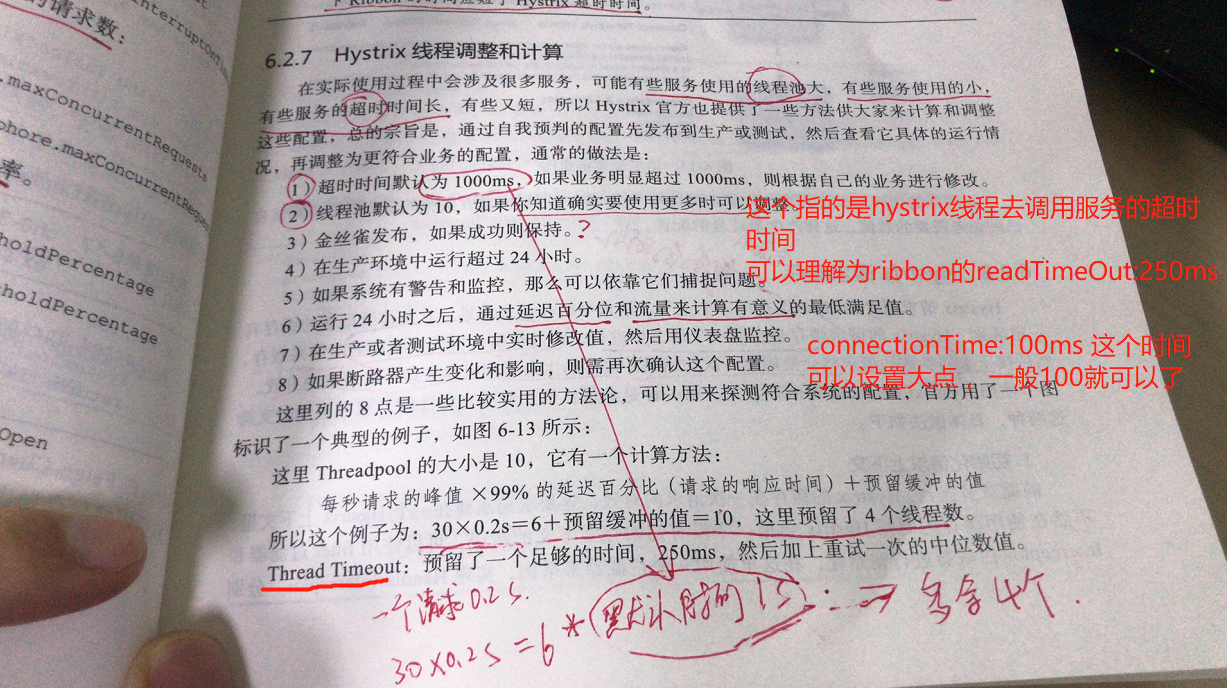 的请求数：
interruptOnTim
.maxConcurrentRequests
phore.maxConcurrentReque
率。
holdPercentage
sholdPercentage
Open
下 Ribbon 的时间短短于 Hystrix 超时时间。
6.2.7 Hystrix 线程调整和计算
在实际使用过程中会涉及很多服务，可能有些服务使用的线程池大，有些服务使用的小，
有些服务的超时时间长，有些又短，所以 Hystrix 官方也提供了一些方法供大家来计算和调整
这些配置，总的宗旨是，通过自我预判的配置先发布到生产或测试，然后查看它具体的运行情
况，再调整为更符合业务的配置，通常的做法是：
1）超时时间默认为 1000ms，如果业务明显超过 1000ms，则根据自己的业务进行修改。
2）线程池默认为 10，如果你知道确实要使用更多时可以调整。
3）金丝雀发布，如果成功则保持。?
4）在生产环境中运行超过 24 小时。
5）如果系统有警告和监控，那么可以依靠它们捕捉问题。
6）运行 24 小时之后，通过延迟百分位和流量来计算有意义的最低满足值。
7）在生产或者测试环境中实时修改值，然后用仪表盘监控。
8）如果断路器产生变化和影响，则需再次确认这个配置。
这个指的是hystrix线程去调用服务的超时
时间
可以理解为ribbon的readTimeOut:250ms
connectionTime:100ms 这个时间
可以设置大点 一般100就可以了
这里列的 8 点是一些比较实用的方法论，可以用来探测符合系统的配置，官方用了一个图
标识了一个典型的例子，如图 6-13 所示：
这里 Threadpool 的大小是 10，它有一个计算方法：
每秒请求的峰值 ×99% 的延迟百分比（请求的响应时间）＋预留缓冲的值
所以这个例子为：30×0.2s＝6＋预留缓冲的值＝10，这里预留了 4 个线程数。
Thread Timeout：预留了一个足够的时间，250ms，然后加上重试一次的中位数值。
一个请求0.2s.
30×0.2s=6 * 默认时间1s ⇒ 多余4个.